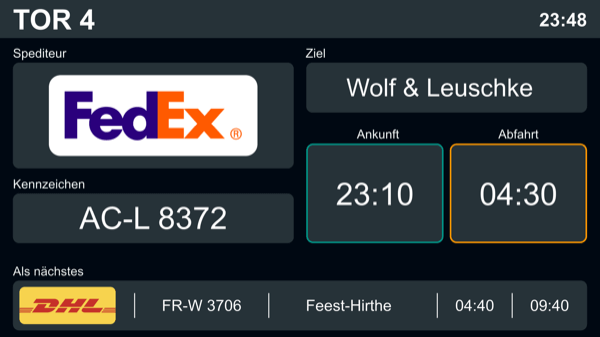 TOR 4
23:48
Spediteur
FedEx®
Kennzeichen
AC-L 8372
Ziel
Wolf & Leuschke
Ankunft
Abfahrt
23:10
04:30
Als nächstes
DHL FR-W 3706 Feest-Hirthe 04:40 09:40